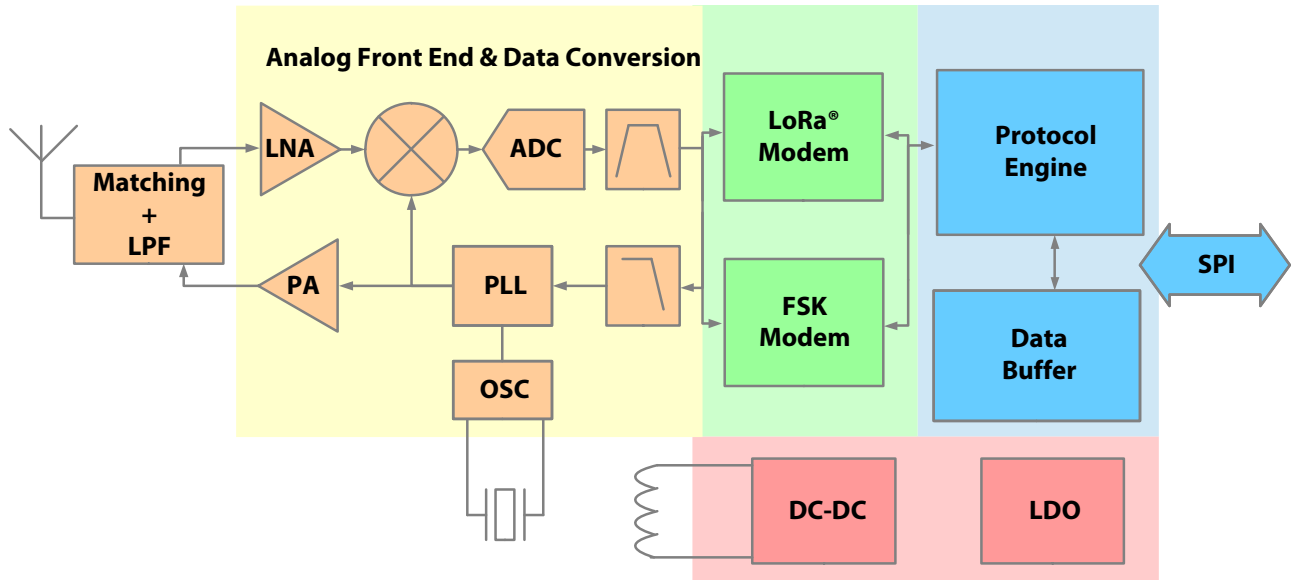 Analog Front End & Data Conversion
LNA
ADC
LoRa®
Modem
Protocol
Engine
Matching
+
LPF
PA
PLL
FSK
Modem
SPI
Data
Buffer
OSC
DC-DC
LDO